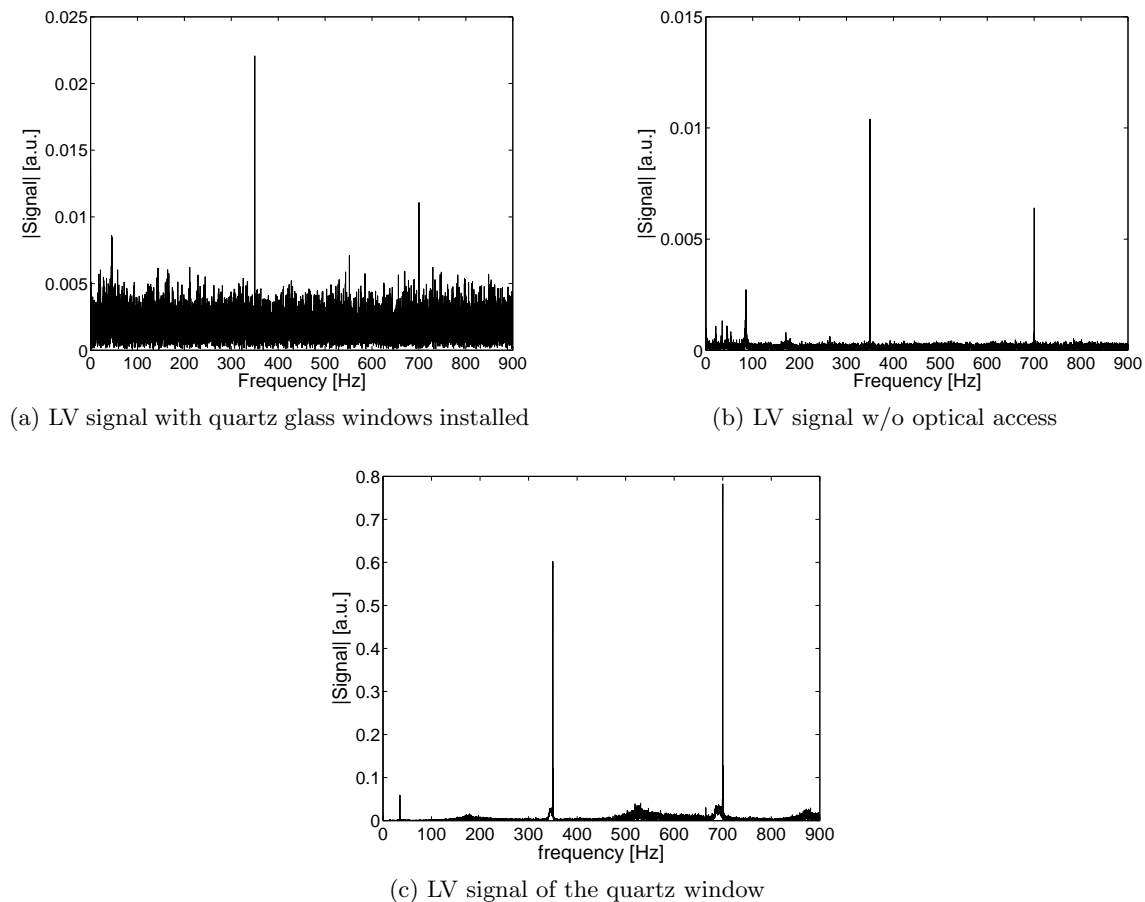 0.025
0.02
0.015
0.01
0.005
0
|Signal| [a.u.]
0 100 200 300 400 500 600 700 800 900
Frequency [Hz]
(a) LV signal with quartz glass windows installed
0.015
0.01
0.005
0
|Signal| [a.u.]
0 100 200 300 400 500 600 700 800 900
Frequency [Hz]
(b) LV signal w/o optical access
0.8
0.7
0.6
0.5
0.4
0.3
0.2
0.1
0
|Signal| [a.u.]
0 100 200 300 400 500 600 700 800 900
frequency [Hz]
(c) LV signal of the quartz window